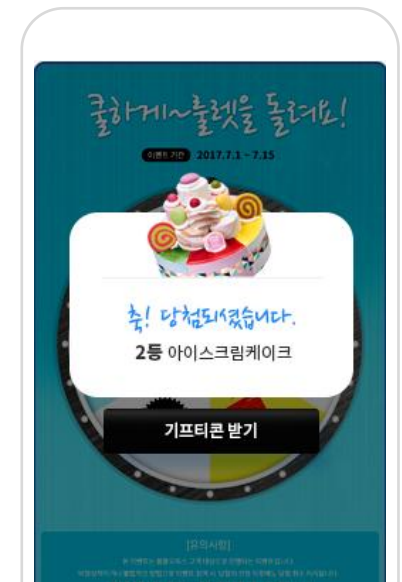 쿨하게~룰렛을 돌려요!
이벤트 기간 2017.7.1 ~ 7.15
축! 당첨되셨습니다.
2등 아이스크림케이크
기프티콘 받기
[유의사항]